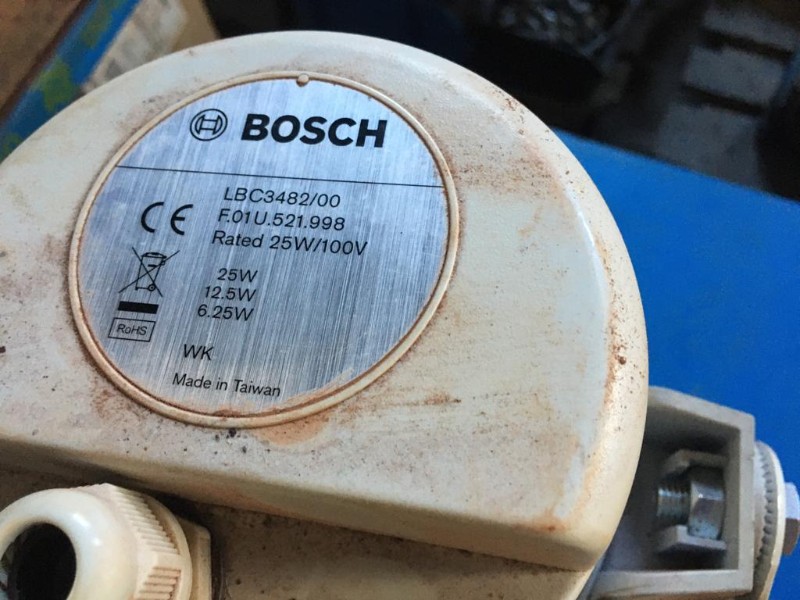 BOSCH
LBC3482/00
F.01U.521.998
Rated 25W/100V
CE
25W
12.5W
6.25W
RoHS
WK
Made in Taiwan